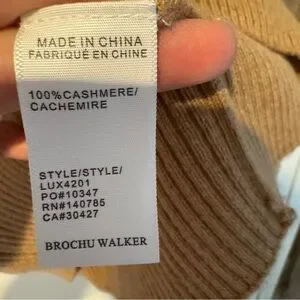 MADE IN CHINA
FABRIQUÉ EN CHINE
100%CASHMERE/
CACHEMIRE
STYLE/STYLE/
LUX4201
PO#10347
RN#140785
CA#30427
BROCHU WALKER